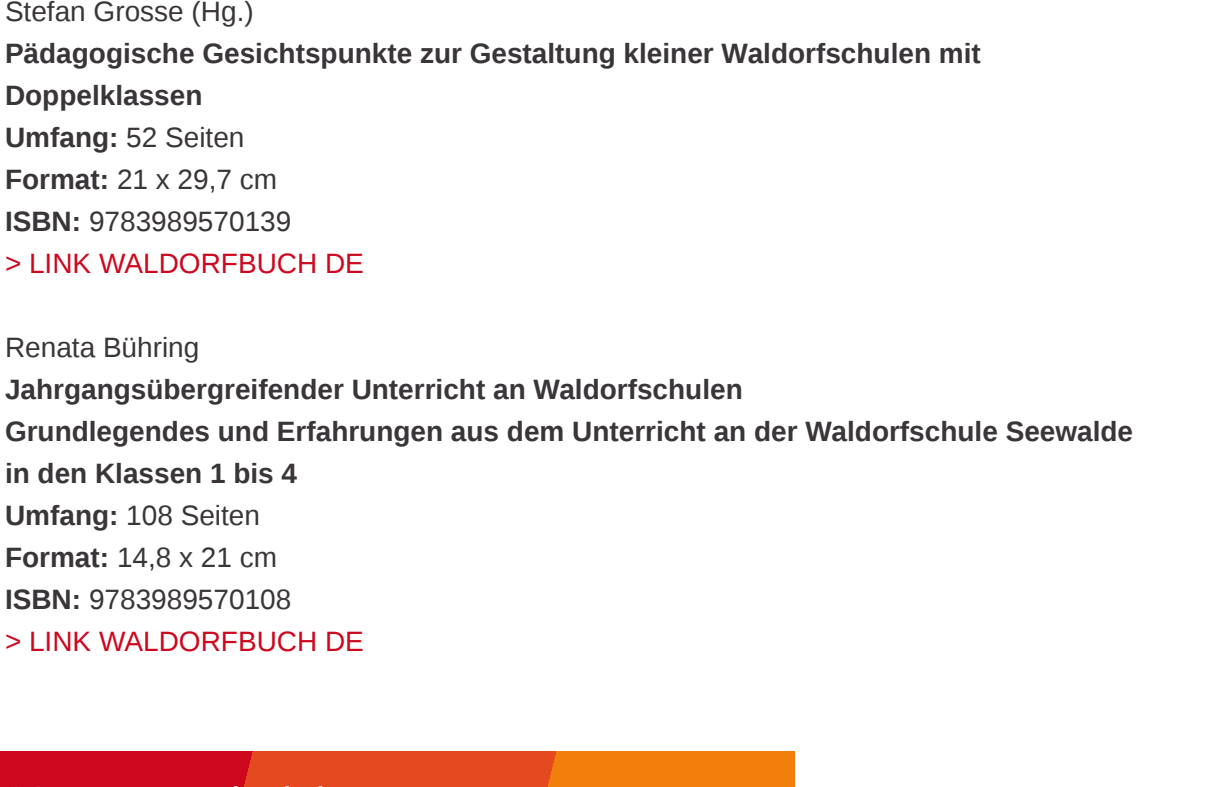 Stefan Grosse (Hg.)
Pädagogische Gesichtspunkte zur Gestaltung kleiner Waldorfschulen mit
Doppelklassen
Umfang: 52 Seiten
Format: 21 x 29,7 cm
ISBN: 9783989570139
> LINK WALDORFBUCH DE
Renata Bühring
Jahrgangsübergreifender Unterricht an Waldorfschulen
Grundlegendes und Erfahrungen aus dem Unterricht an der Waldorfschule Seewalde
in den Klassen 1 bis 4
Umfang: 108 Seiten
Format: 14,8 x 21 cm
ISBN: 9783989570108
> LINK WALDORFBUCH DE